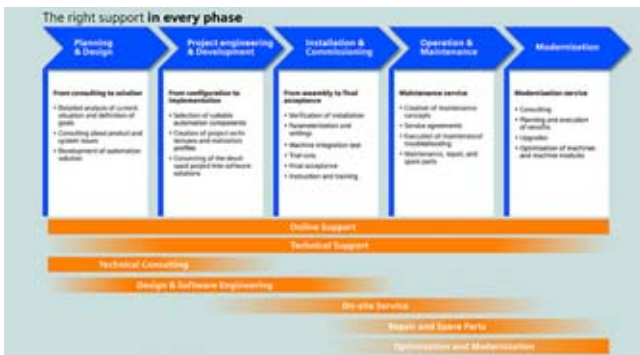 The right support in every phase
Planning
& Design
Project engineering
& Development
Installation &
Commissioning
Operation &
Maintenance
Modernization
From consulting to solution
• Detailed analysis of current
situation and definition of
goals
• Consulting about product and
system issues
• Development of automation
solution
From configuration to
implementation
• Selection of suitable
automation components
• Creation of project
and motivation
profiles
• Converting of the
project into software
solutions
From assembly to final
acceptance
• Verification of installation
• Parameterization and
settings
• Machine integration test
• Trial runs
• Final acceptance
• Instruction and training
Maintenance service
• Creation of maintenance
concepts
• Service agreements
• Execution of maintenance/
troubleshooting
• Maintenance, repair, and
spare parts
Modernization service
• Consulting
• Planning and execution
of
• Upgrades
• Optimization of machines
and machine modules
Online Support
Technical Support
Technical Consulting
Design & Software Engineering
On-site Service
Repair and Spare Parts
Optimization and Modernization